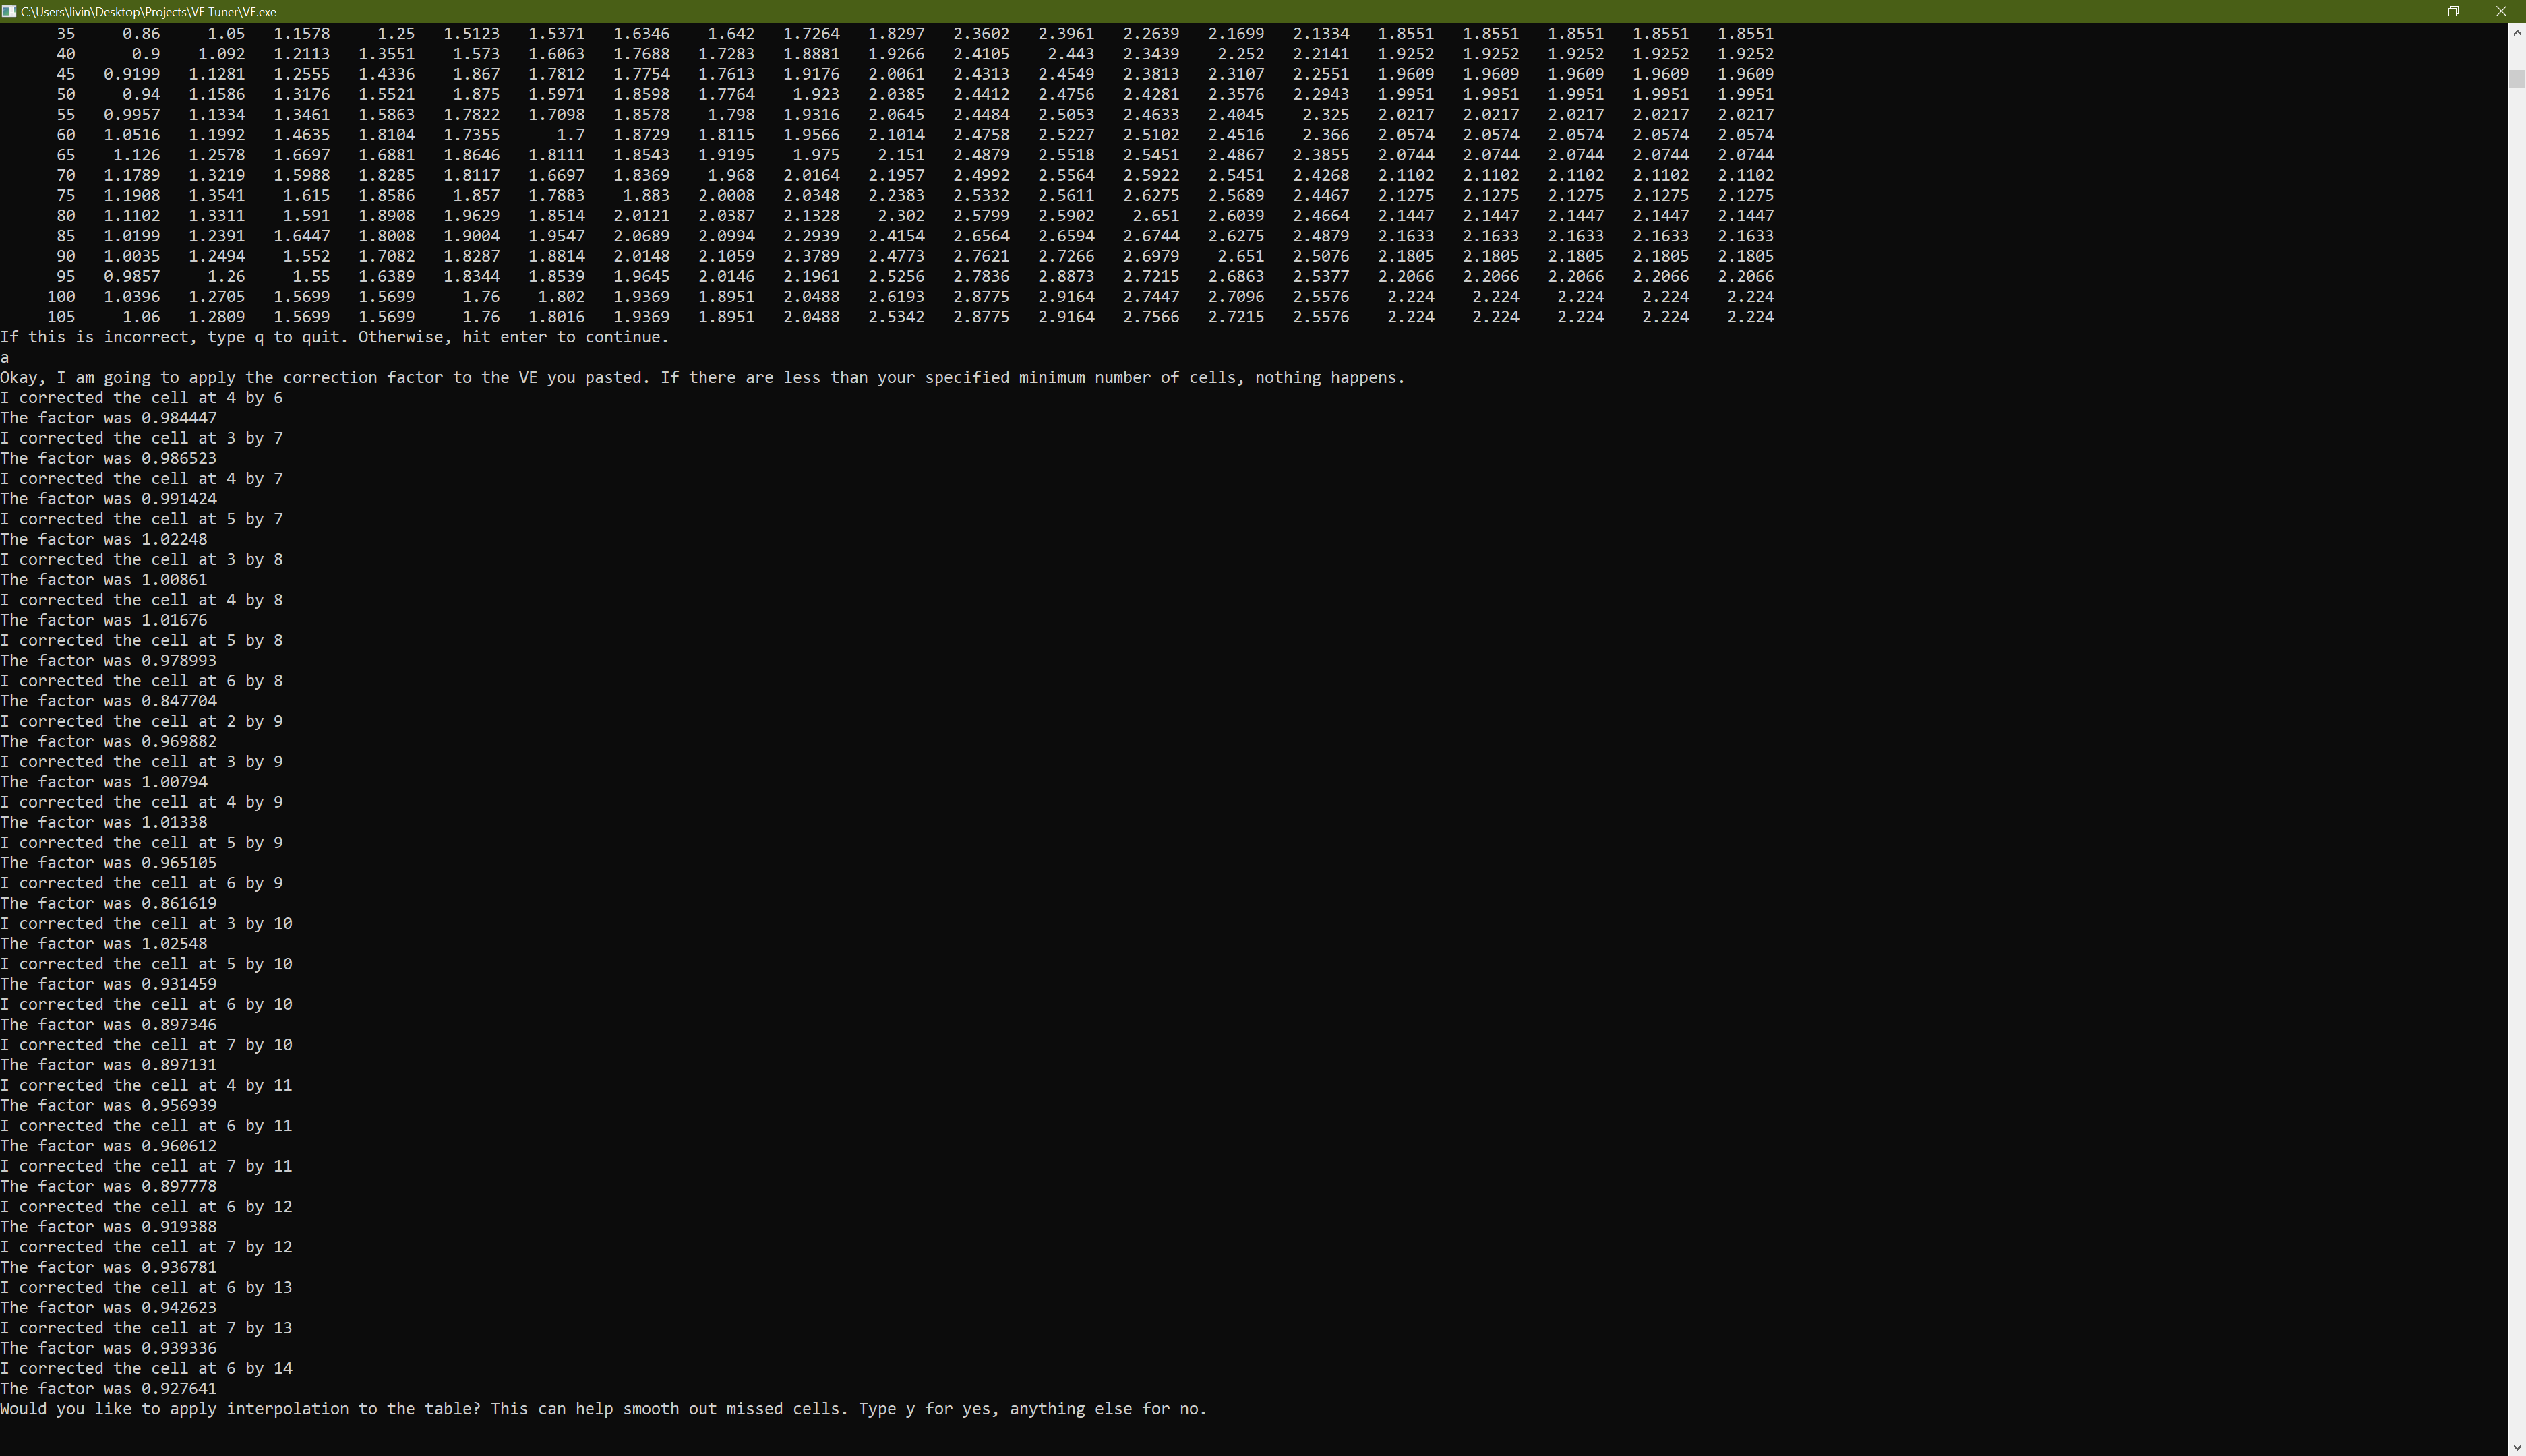 C:\Users\livin\Desktop\Projects\VE Tuner\VE.exe
35 0.86 1.05 1.1578 1.25 1.5123 1.5371 1.6346 1.642 1.7264 1.8297 2.3602 2.3961 2.2639 2.1699 2.1334 1.8551 1.8551 1.8551 1.8551 1.8551
40 0.9 1.092 1.2113 1.3551 1.573 1.6063 1.7688 1.7283 1.8881 1.9266 2.4105 2.443 2.3439 2.252 2.2141 1.9252 1.9252 1.9252 1.9252 1.9252
45 0.9199 1.1281 1.2555 1.4336 1.867 1.7812 1.7754 1.7613 1.9176 2.0061 2.4313 2.4549 2.3813 2.3107 2.2551 1.9609 1.9609 1.9609 1.9609 1.9609
50 0.94 1.1586 1.3176 1.5521 1.875 1.5971 1.8598 1.7764 1.923 2.0385 2.4412 2.4756 2.4281 2.3576 2.2943 1.9951 1.9951 1.9951 1.9951 1.9951
55 0.9957 1.1334 1.3461 1.5863 1.7822 1.7098 1.8578 1.798 1.9316 2.0645 2.4484 2.5053 2.4633 2.4045 2.325 2.0217 2.0217 2.0217 2.0217 2.0217
60 1.0516 1.1992 1.4635 1.8104 1.7355 1.7 1.8729 1.8115 1.9566 2.1014 2.4758 2.5227 2.5102 2.4516 2.366 2.0574 2.0574 2.0574 2.0574 2.0574
65 1.126 1.2578 1.6697 1.6881 1.8646 1.8111 1.8543 1.9195 1.975 2.151 2.4879 2.5518 2.5451 2.4867 2.3855 2.0744 2.0744 2.0744 2.0744 2.0744
70 1.1789 1.3219 1.5988 1.8285 1.8117 1.6697 1.8369 1.968 2.0164 2.1957 2.4992 2.5564 2.5922 2.5451 2.4268 2.1102 2.1102 2.1102 2.1102 2.1102
75 1.1908 1.3541 1.615 1.8586 1.857 1.7883 1.883 2.0008 2.0348 2.2383 2.5332 2.5611 2.6275 2.5689 2.4467 2.1275 2.1275 2.1275 2.1275 2.1275
80 1.1102 1.3311 1.591 1.8908 1.9629 1.8514 2.0121 2.0387 2.1328 2.302 2.5799 2.5902 2.651 2.6039 2.4664 2.1447 2.1447 2.1447 2.1447 2.1447
85 1.0199 1.2391 1.6447 1.8008 1.9004 1.9547 2.0689 2.0994 2.2939 2.4154 2.6564 2.6594 2.6744 2.6275 2.4879 2.1633 2.1633 2.1633 2.1633 2.1633
90 1.0035 1.2494 1.552 1.7082 1.8287 1.8814 2.0148 2.1059 2.3789 2.4773 2.7621 2.7266 2.6979 2.651 2.5076 2.1805 2.1805 2.1805 2.1805 2.1805
95 0.9857 1.26 1.55 1.6389 1.8344 1.8539 1.9645 2.0146 2.1961 2.5256 2.7836 2.8873 2.7215 2.6863 2.5377 2.2066 2.2066 2.2066 2.2066 2.2066
100 1.0396 1.2705 1.5699 1.5699 1.76 1.802 1.9369 1.8951 2.0488 2.6193 2.8775 2.9164 2.7447 2.7096 2.5576 2.224 2.224 2.224 2.224 2.224
105 1.06 1.2809 1.5699 1.5699 1.76 1.8016 1.9369 1.8951 2.0488 2.5342 2.8775 2.9164 2.7566 2.7215 2.5576 2.224 2.224 2.224 2.224 2.224
If this is incorrect, type q to quit. Otherwise, hit enter to continue.
a
Okay, I am going to apply the correction factor to the VE you pasted. If there are less than your specified minimum number of cells, nothing happens.
I corrected the cell at 4 by 6
The factor was 0.984447
I corrected the cell at 3 by 7
The factor was 0.986523
I corrected the cell at 4 by 7
The factor was 0.991424
I corrected the cell at 5 by 7
The factor was 1.02248
I corrected the cell at 3 by 8
The factor was 1.00861
I corrected the cell at 4 by 8
The factor was 1.01676
I corrected the cell at 5 by 8
The factor was 0.978993
I corrected the cell at 6 by 8
The factor was 0.847704
I corrected the cell at 2 by 9
The factor was 0.969882
I corrected the cell at 3 by 9
The factor was 1.00794
I corrected the cell at 4 by 9
The factor was 1.01338
I corrected the cell at 5 by 9
The factor was 0.965105
I corrected the cell at 6 by 9
The factor was 0.861619
I corrected the cell at 3 by 10
The factor was 1.02548
I corrected the cell at 5 by 10
The factor was 0.931459
I corrected the cell at 6 by 10
The factor was 0.897346
I corrected the cell at 7 by 10
The factor was 0.897131
I corrected the cell at 4 by 11
The factor was 0.956939
I corrected the cell at 6 by 11
The factor was 0.960612
I corrected the cell at 7 by 11
The factor was 0.897778
I corrected the cell at 6 by 12
The factor was 0.919388
I corrected the cell at 7 by 12
The factor was 0.936781
I corrected the cell at 6 by 13
The factor was 0.942623
I corrected the cell at 7 by 13
The factor was 0.939336
I corrected the cell at 6 by 14
The factor was 0.927641
Would you like to apply interpolation to the table? This can help smooth out missed cells. Type y for yes, anything else for no.